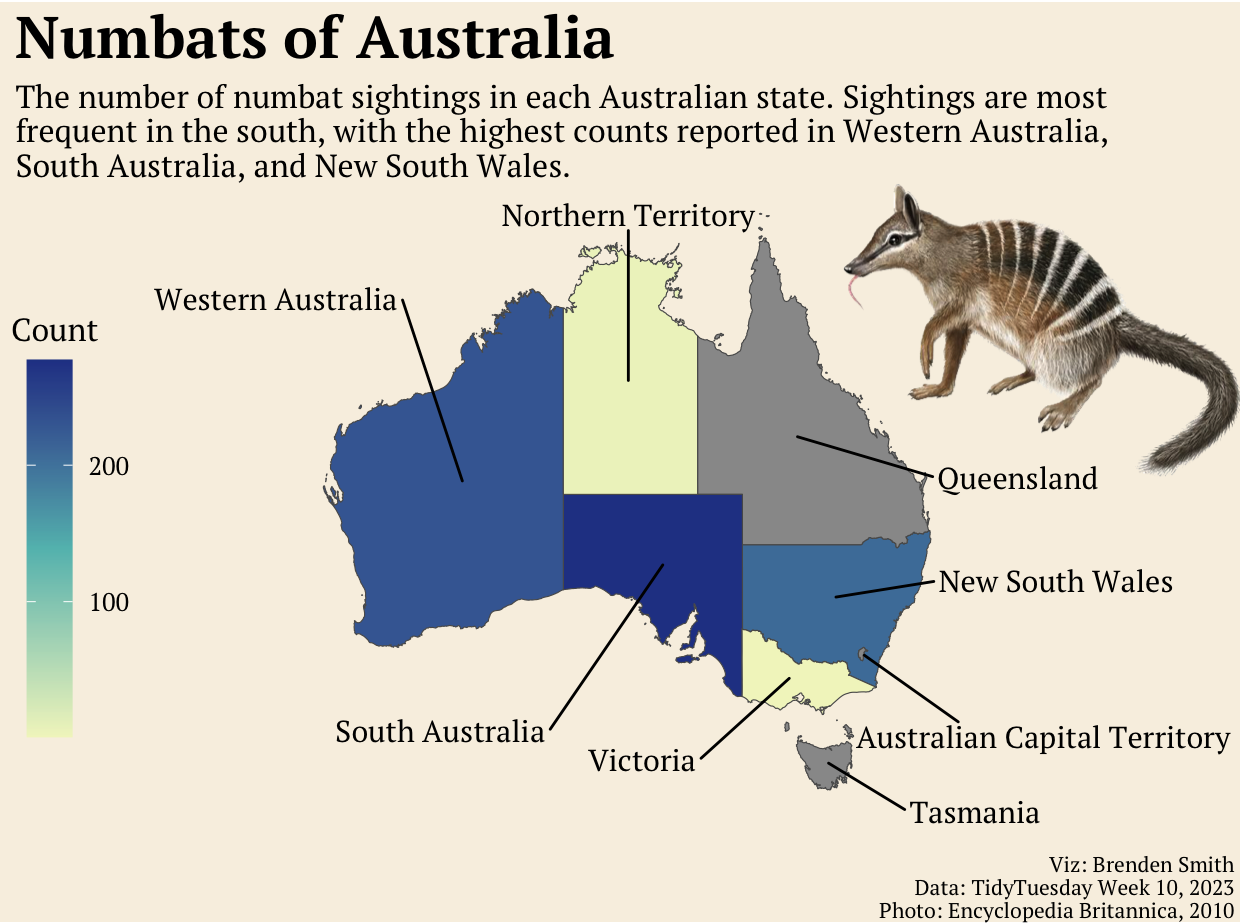 Numbats of Australia
The number of numbat sightings in each Australian state. Sightings are most
frequent in the south, with the highest counts reported in Western Australia,
South Australia, and New South Wales.
Northern Territory
Western Australia
Count
200
100
Queensland
New South Wales
South Australia
Victoria
Australian Capital Territory
Tasmania
Viz: Brenden Smith
Data: TidyTuesday Week 10, 2023
Photo: Encyclopedia Britannica, 2010